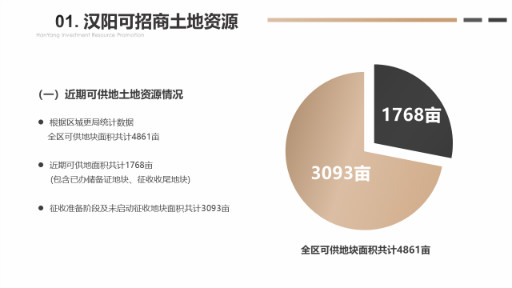 01. 汉阳可招商土地资源
HanYang Investment Resource Promotion
（一）近期可供地土地资源情况
● 根据区域更局统计数据
全区可供地块面积共计4861亩
● 近期可供地面积共计1768亩
(包含已办储备证地块、征收收尾地块)
● 征收准备阶段及未启动征收地块面积共计3093亩
1768亩
3093亩
全区可供地块面积共计4861亩